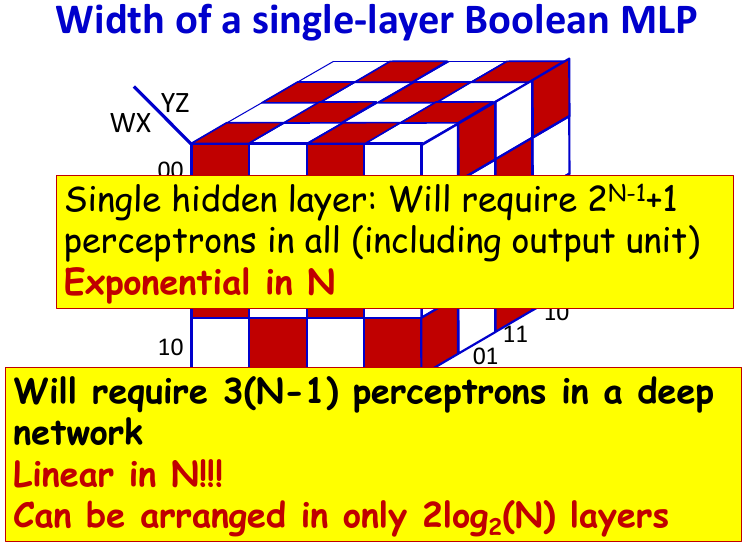 Width of a single-layer Boolean MLP
YZ
WX
00
Single hidden layer: Will require 2^{N-1}+1
perceptrons in all (including output unit)
Exponential in N
10
11
10
01
Will require 3(N-1) perceptrons in a deep
network
Linear in N!!!
Can be arranged in only 2log₂(N) layers